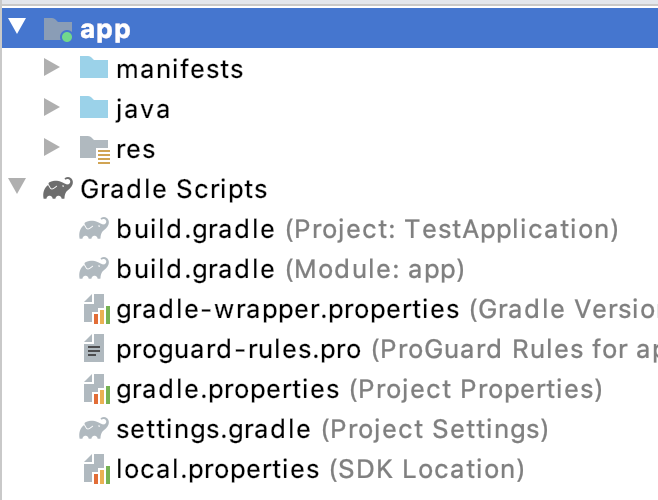 app
manifests
java
res
Gradle Scripts
build.gradle (Project: TestApplication)
build.gradle (Module: app)
gradle-wrapper.properties (Gradle Versio
proguard-rules.pro (ProGuard Rules for ap
gradle.properties (Project Properties)
settings.gradle (Project Settings)
local.properties (SDK Location)